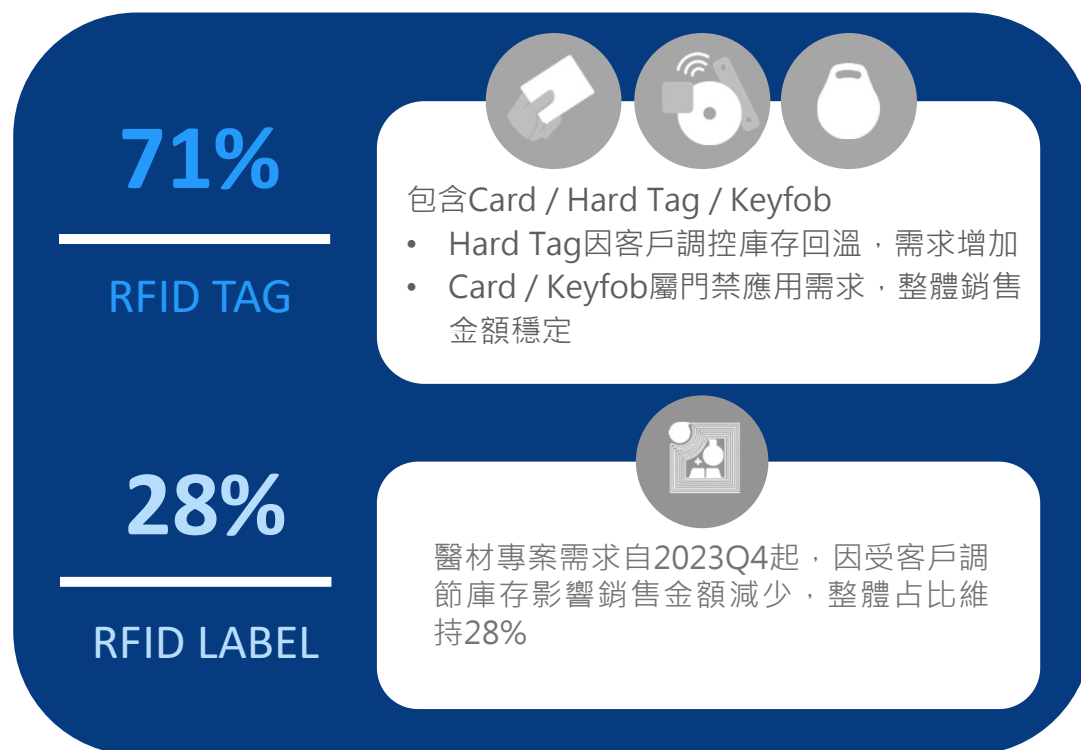 71%
RFID TAG
包含Card / Hard Tag / Keyfob
• Hard Tag因客戶調控庫存回溫，需求增加
• Card / Keyfob屬門禁應用需求，整體銷售
金額穩定
28%
RFID LABEL
醫材專案需求自2023Q4起，因受客戶調
節庫存影響銷售金額減少，整體占比維
持28%